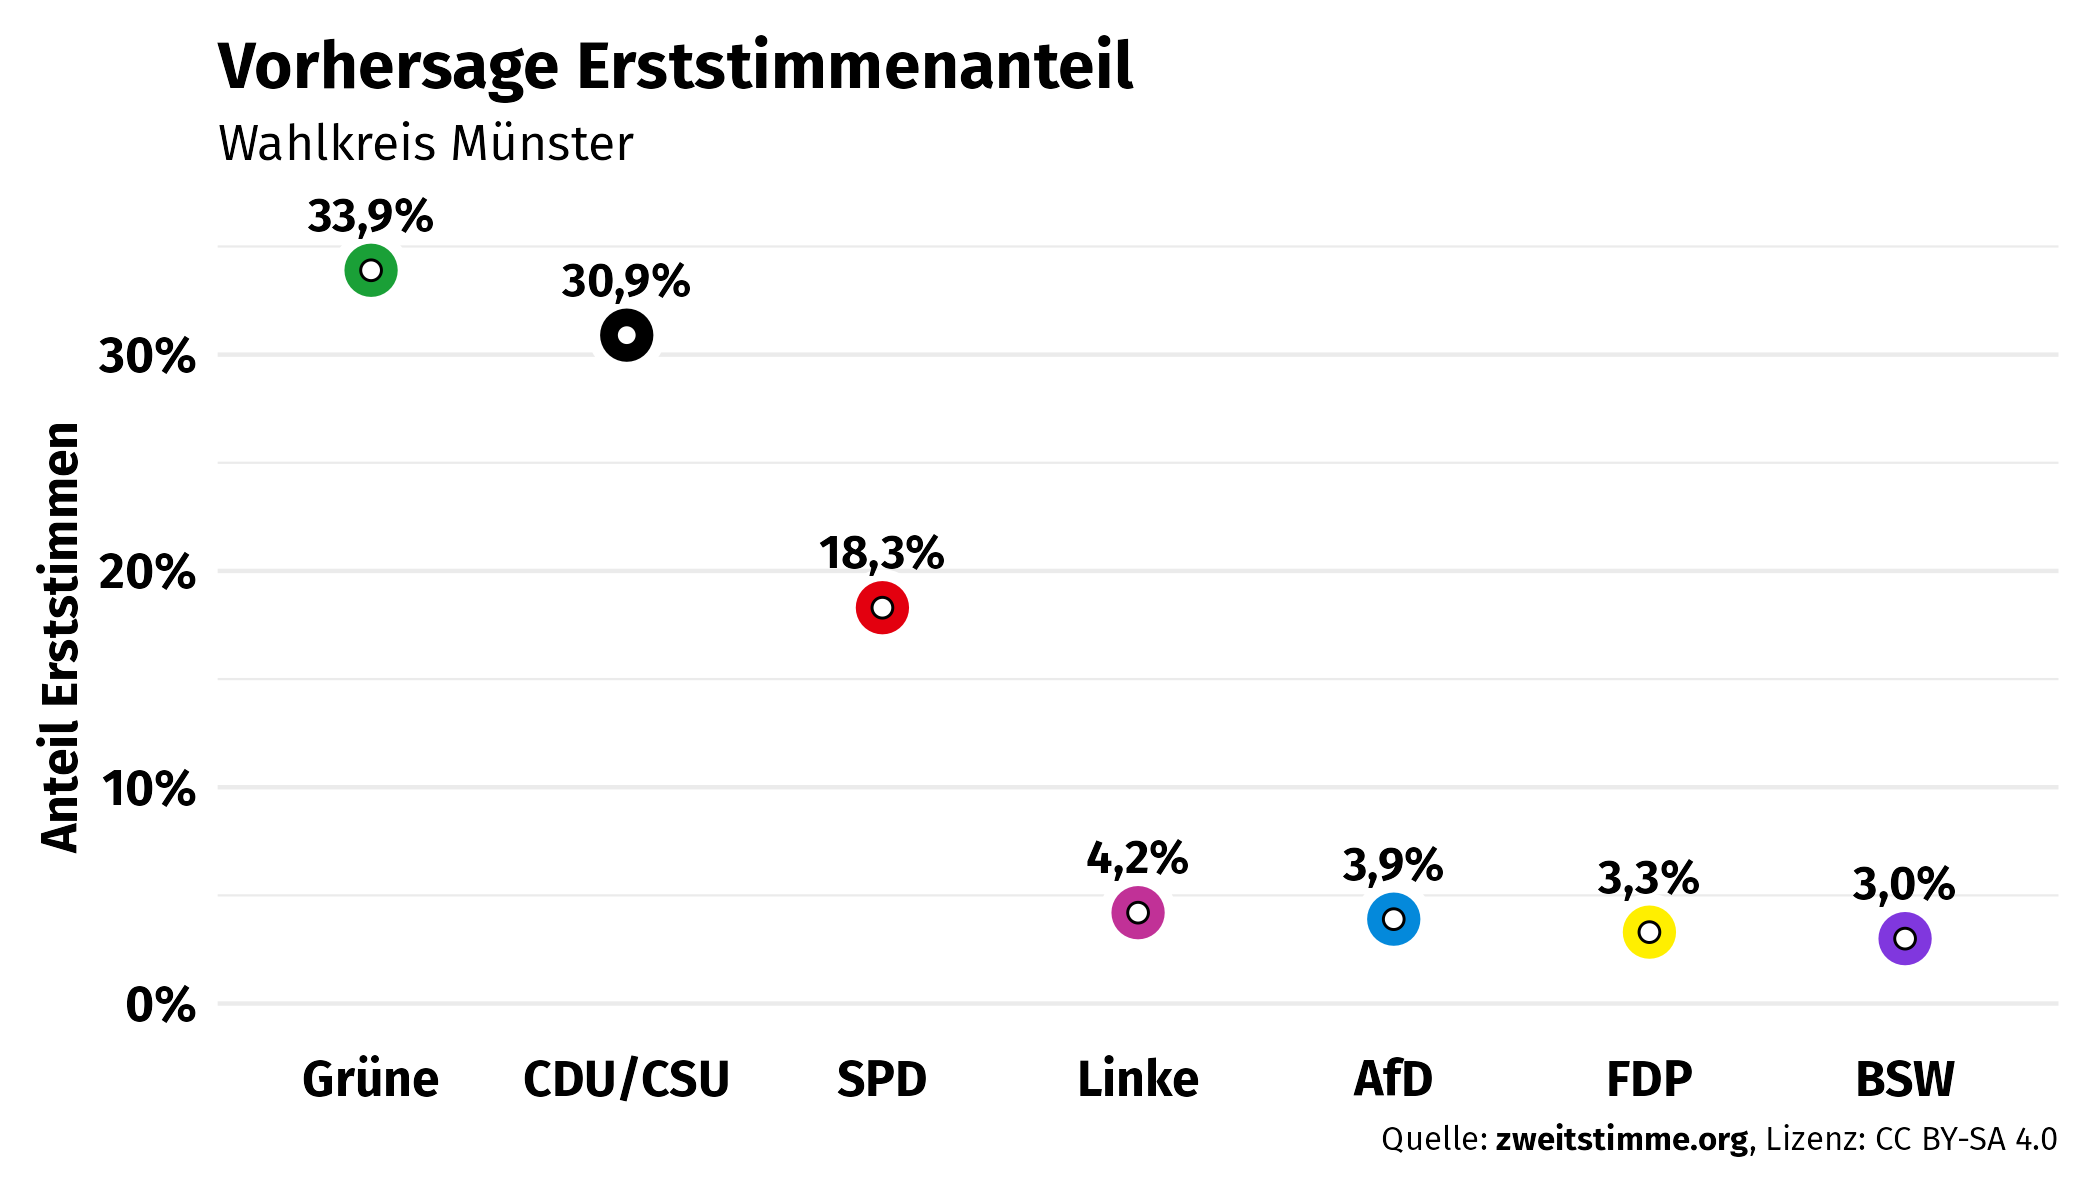 Vorhersage Erststimmenanteil
Wahlkreis Münster
33,9%
30,9%
30%
Anteil Erststimmen
18,3%
20%
10%
4,2%
3,9%
3,3%
3,0%
0%
Grüne CDU/CSU SPD Linke AfD FDP BSW
Quelle: zweitstimme.org, Lizenz: CC BY-SA 4.0